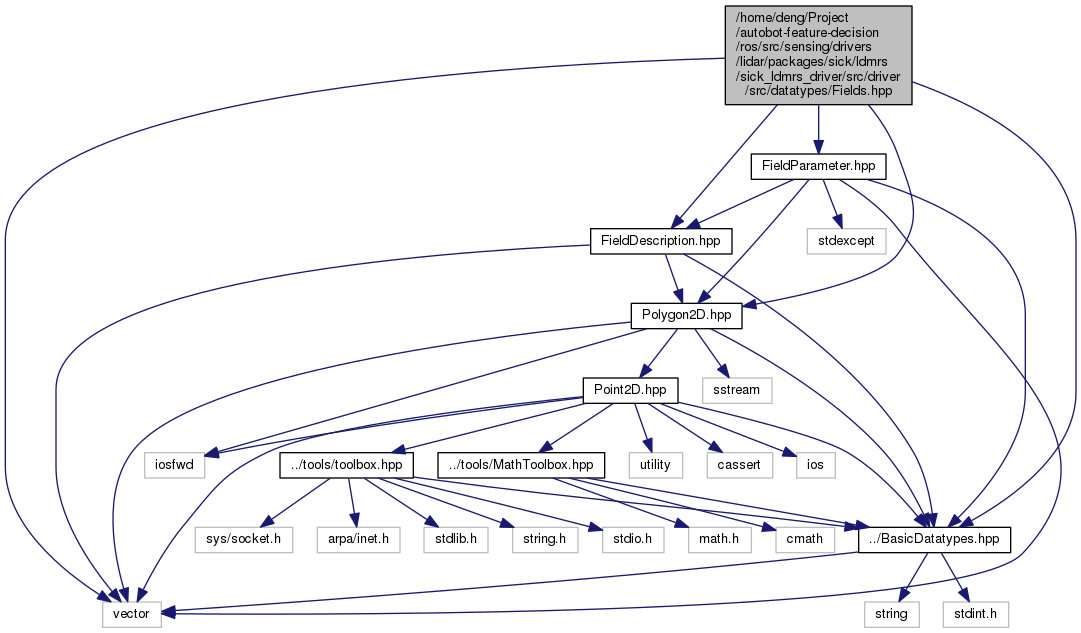 /home/deng/Project
/autobot-feature-decision
/ros/src/sensing/drivers
/lidar/packages/sick/ldmrs
/sick_ldmrs_driver/src/driver
/src/datatypes/Fields.hpp
FieldParameter.hpp
FieldDescription.hpp
stdexcept
Polygon2D.hpp
Point2D.hpp
sstream
iosfwd
../tools/toolbox.hpp
../tools/MathToolbox.hpp
utility
cassert
ios
sys/socket.h
arpa/inet.h
stdlib.h
string.h
stdio.h
math.h
cmath
../BasicDatatypes.hpp
vector
string
stdint.h